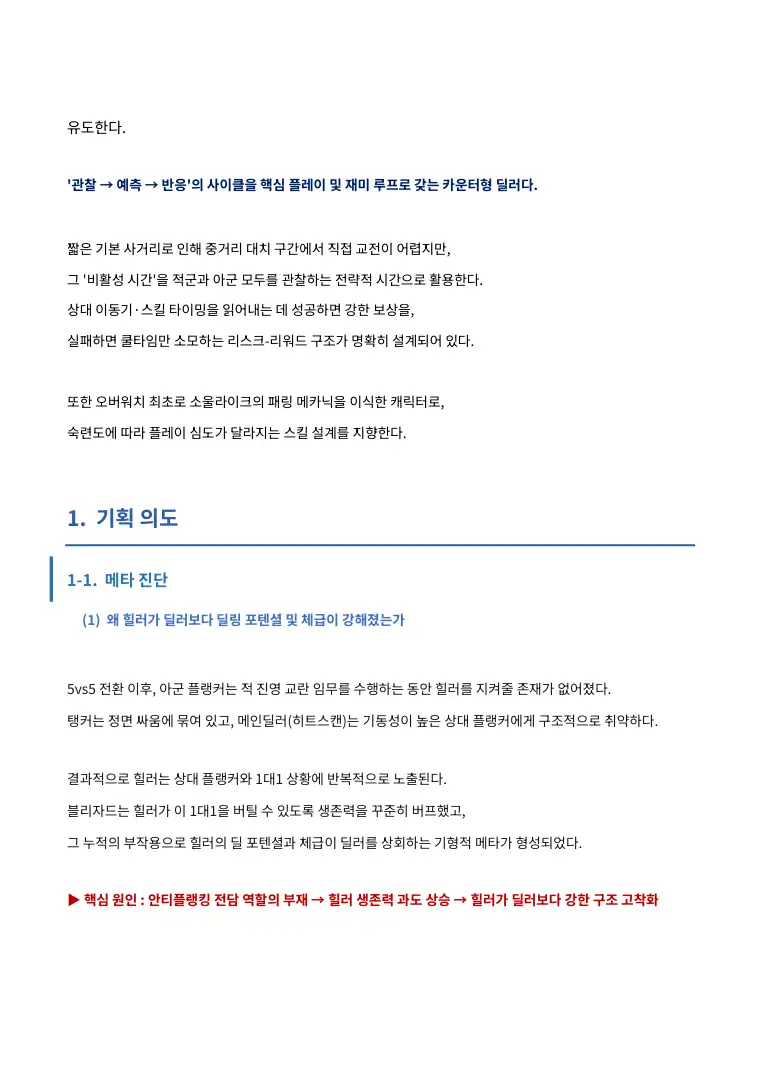 유도한다.
'관찰 → 예측 → 반응'의 사이클을 핵심 플레이 및 재미 루프로 갖는 카운터형 딜러다.
짧은 기본 사거리로 인해 중거리 대치 구간에서 직접 교전이 어렵지만,
그 '비활성 시간'을 적군과 아군 모두를 관찰하는 전략적 시간으로 활용한다.
상대 이동기·스킬 타이밍을 읽어내는 데 성공하면 강한 보상을,
실패하면 쿨타임만 소모하는 리스크-리워드 구조가 명확히 설계되어 있다.
또한 오버워치 최초로 소울라이크의 패링 메카닉을 이식한 캐릭터로,
숙련도에 따라 플레이 심도가 달라지는 스킬 설계를 지향한다.
1. 기획 의도
1-1. 메타 진단
(1) 왜 힐러가 딜러보다 딜링 포텐셜 및 체급이 강해졌는가
5vs5 전환 이후, 아군 플랭커는 적 진영 교란 임무를 수행하는 동안 힐러를 지켜줄 존재가 없어졌다.
탱커는 정면 싸움에 묶여 있고, 메인딜러(히트스캔)는 기동성이 높은 상대 플랭커에게 구조적으로 취약하다.
결과적으로 힐러는 상대 플랭커와 1대1 상황에 반복적으로 노출된다.
블리자드는 힐러가 이 1대1을 버틸 수 있도록 생존력을 꾸준히 버프했고,
그 누적의 부작용으로 힐러의 딜 포텐셜과 체급이 딜러를 상회하는 기형적 메타가 형성되었다.
▶ 핵심 원인 : 안티플랭킹 전담 역할의 부재 → 힐러 생존력 과도 상승 → 힐러가 딜러보다 강한 구조 고착화